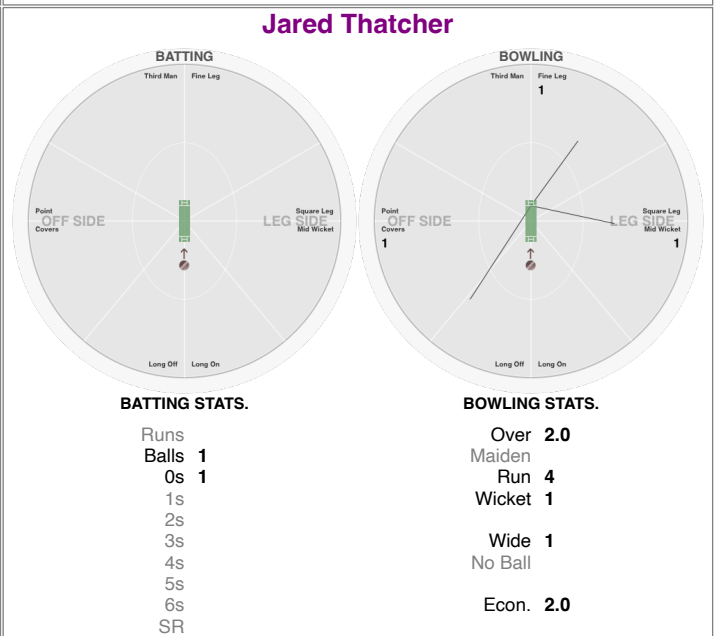 Jared Thatcher
BATTING
Third Man Fine Leg
Point
OFF SIDE
Covers
Square Leg
LEG SIDE
Mid Wicket
Long Off Long On
BOWLING
Third Man Fine Leg
1
Point
OFF SIDE
Covers
1
Square Leg
LEG SIDE
Mid Wicket
1
Long Off Long On
BATTING STATS.
Runs
Balls 1
0s 1
1s
2s
3s
4s
5s
6s
SR
BOWLING STATS.
Over 2.0
Maiden
Run 4
Wicket 1
Wide 1
No Ball
Econ. 2.0